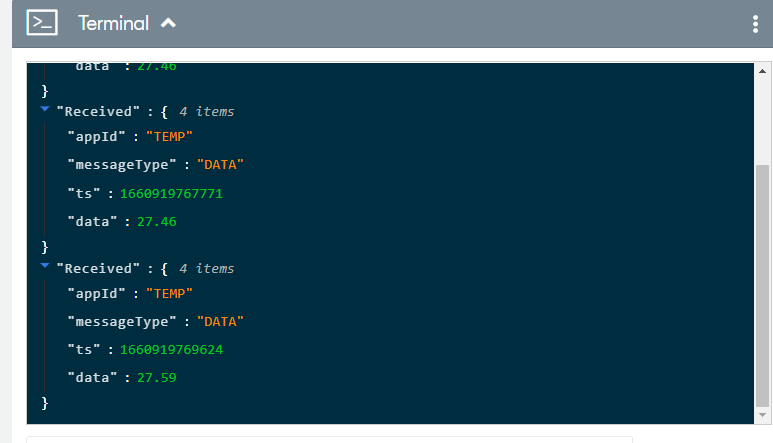 >_ Terminal
"data" : 27.46
}
"Received" : { 4 items
"appId" : "TEMP"
"messageType" : "DATA"
"ts" : 1660919767771
"data" : 27.46
}
"Received" : { 4 items
"appId" : "TEMP"
"messageType" : "DATA"
"ts" : 1660919769624
"data" : 27.59
}